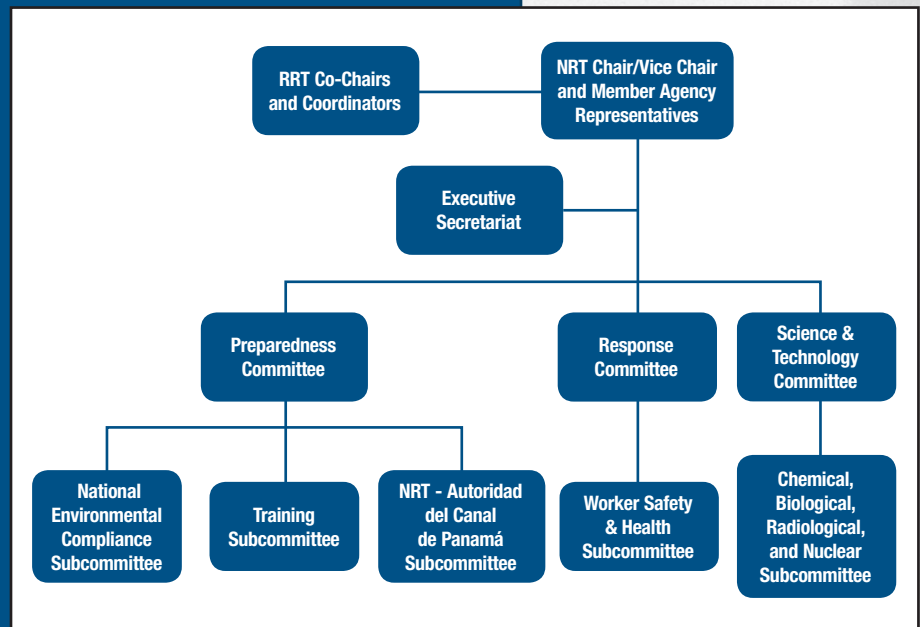 RRT Co-Chairs
and Coordinators
NRT Chair/Vice Chair
and Member Agency
Representatives
Executive
Secretariat
Preparedness
Committee
Response
Committee
Science &
Technology
Committee
National
Environmental
Compliance
Subcommittee
Training
Subcommittee
NRT - Autoridad
del Canal
de Panamá
Subcommittee
Worker Safety
& Health
Subcommittee
Chemical,
Biological,
Radiological,
and Nuclear
Subcommittee